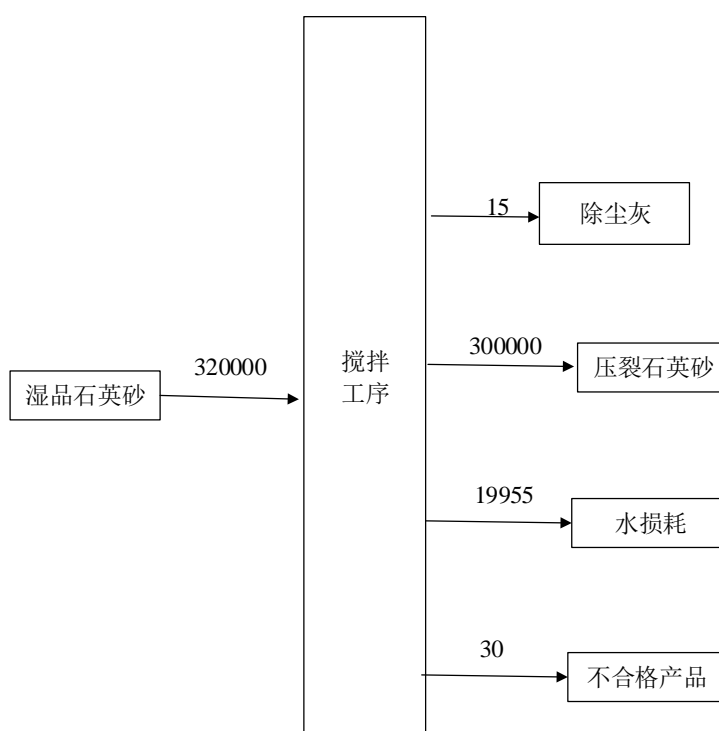 15
除尘灰
320000
湿品石英砂
搅拌
工序
300000
压裂石英砂
19955
水损耗
30
不合格产品